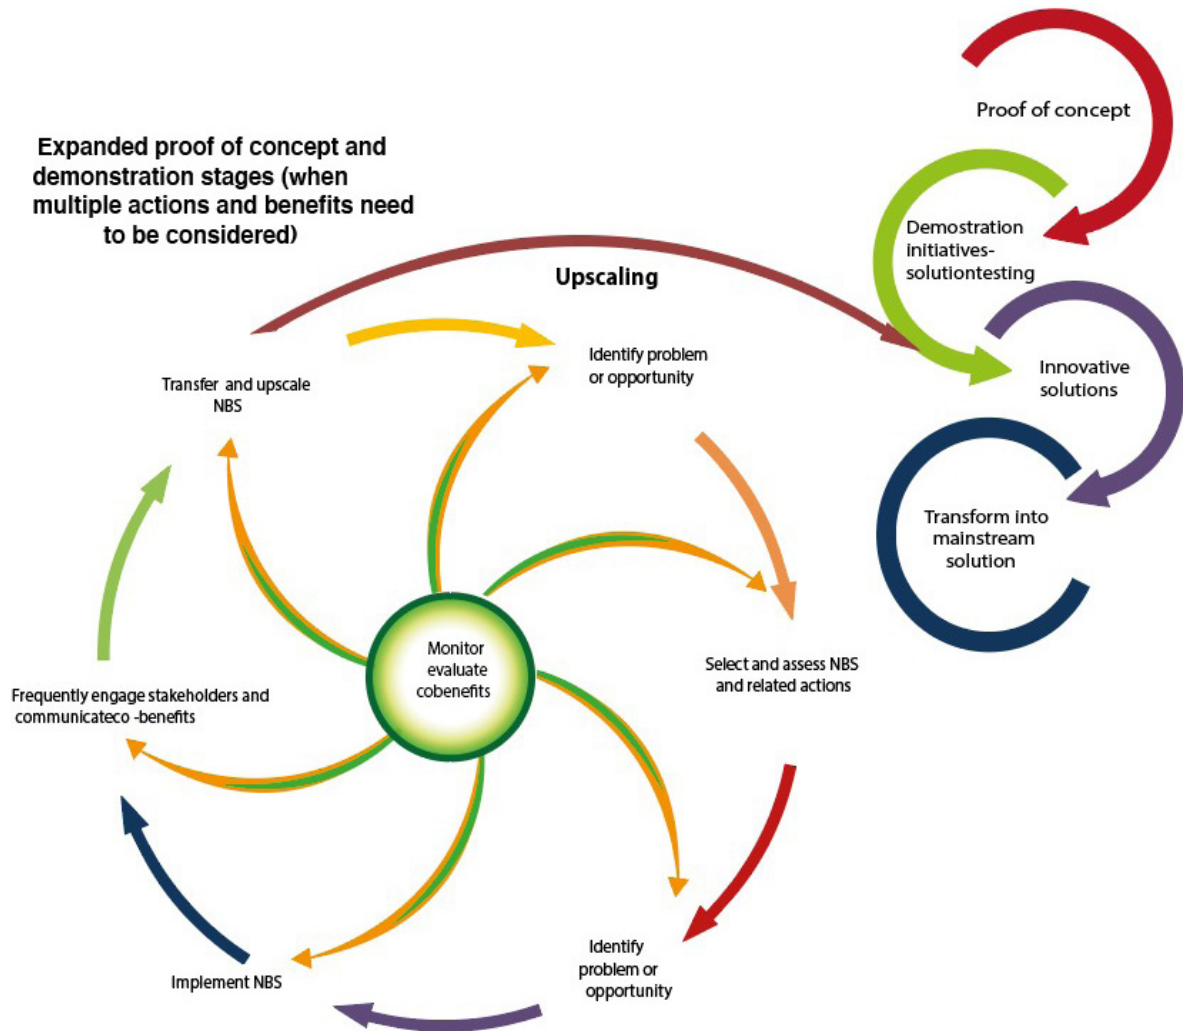 Expanded proof of concept and
demonstration stages (when
multiple actions and benefits need
to be considered)
Upscaling
Proof of concept
Demostration
initiatives-
solutiontesting
Innovative
solutions
Transform into
mainstream
solution
Identify problem
or opportunity
Select and assess NBS
and related actions
Identify
problem or
opportunity
Implement NBS
Frequently engage stakeholders and
communicateco -benefits
Transfer and upscale
NBS
Monitor
evaluate
cobenefits